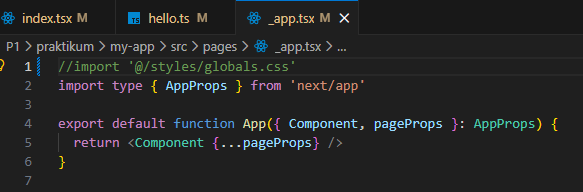 index.tsx M hello.ts M _app.tsx M ×
P1 > praktikum > my-app > src > pages > _app.tsx > ...
1 //import '@/styles/globals.css'
2 import type { AppProps } from 'next/app'
3
4 export default function App({ Component, pageProps }: AppProps) {
5 return <Component {...pageProps} />
6 }
7